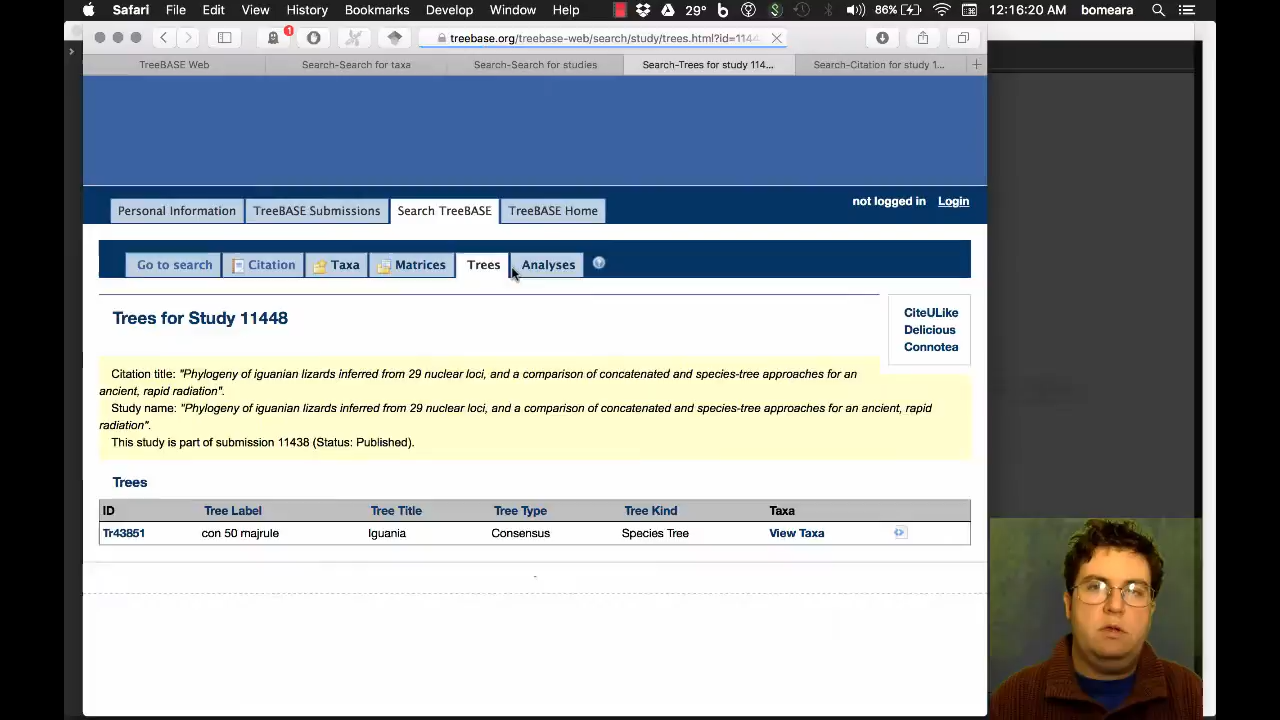 Safari File Edit View History Bookmarks Develop Window Help 29° 86% 12:16:20 AM bomeara
1
treebase.org/treebase-web/search/study/trees.html?id=1144
TreeBASE Web Search-Search for taxa Search-Search for studies Search-Trees for study 114... Search-Citation for study 1... +
Personal Information TreeBASE Submissions Search TreeBASE TreeBASE Home not logged in Login
Go to search Citation Taxa Matrices Trees Analyses ?
Trees for Study 11448
CiteULike
Delicious
Connotea
Citation title: "Phylogeny of iguanian lizards inferred from 29 nuclear loci, and a comparison of concatenated and species-tree approaches for an
ancient, rapid radiation".
Study name: "Phylogeny of iguanian lizards inferred from 29 nuclear loci, and a comparison of concatenated and species-tree approaches for an ancient, rapid
radiation".
This study is part of submission 11438 (Status: Published).
Trees
ID Tree Label Tree Title Tree Type Tree Kind Taxa
Tr43851 con 50 majrule Iguania Consensus Species Tree View Taxa